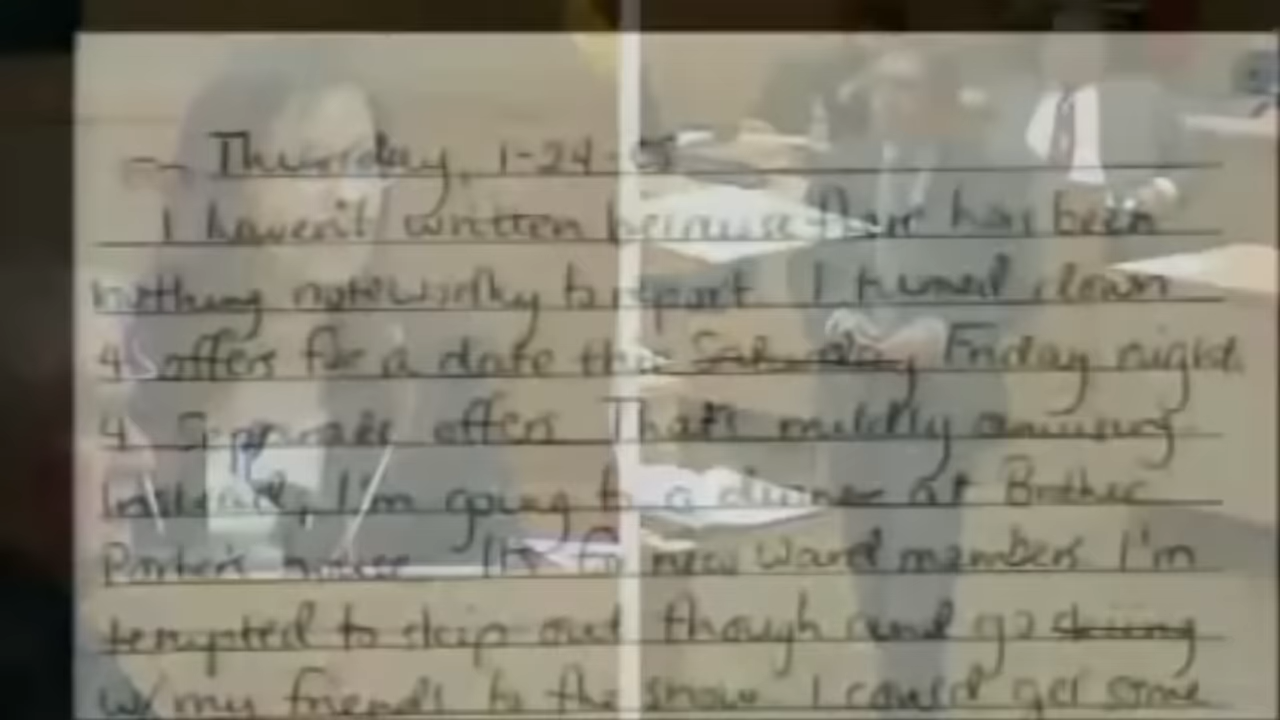 Thursday, 1-24-
I haven't written because there has been
nothing noteworthy to report I turned down
4 offers for a date this Saturday Friday night.
4 Separate offers That's mildly amusing
Instead, I'm going to a dinner at Brother
Parker's house It's for new ward members I'm
tempted to skip out though and go skiing
w/ my friends to the snow I could get some